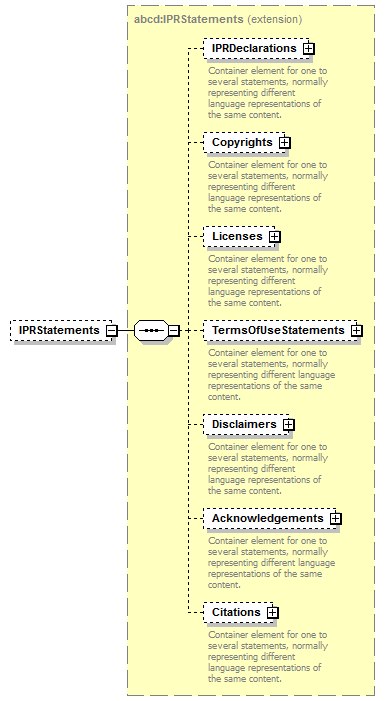 abcd:IPRStatements (extension)
IPRDeclarations
Container element for one to
several statements, normally
representing different
language representations of
the same content.
Copyrights
Container element for one to
several statements, normally
representing different
language representations of
the same content.
Licenses
Container element for one to
several statements, normally
representing different
language representations of
the same content.
IPRStatements
TermsOfUseStatements
Container element for one to
several statements, normally
representing different language
representations of the same
content.
Disclaimers
Container element for one to
several statements, normally
representing different
language representations of
the same content.
Acknowledgements
Container element for one to
several statements, normally
representing different language
representations of the same
content.
Citations
Container element for one to
several statements, normally
representing different
language representations of
the same content.